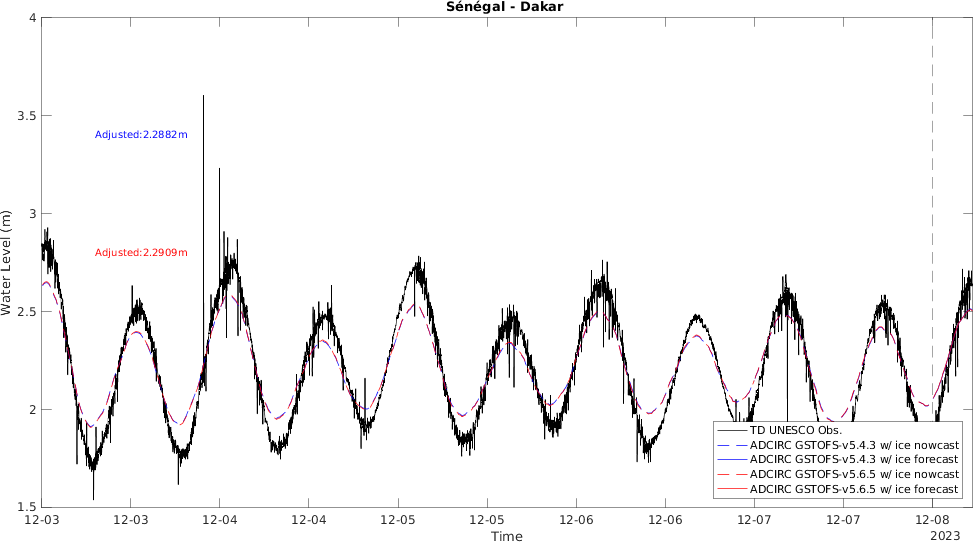 Sénégal - Dakar
4
3.5
3
2.5
2
1.5
Water Level (m)
Adjusted:2.2882m
Adjusted:2.2909m
TD UNESCO Obs.
ADCIRC GSTOFS-v5.4.3 w/ ice nowcast
ADCIRC GSTOFS-v5.4.3 w/ ice forecast
ADCIRC GSTOFS-v5.6.5 w/ ice nowcast
ADCIRC GSTOFS-v5.6.5 w/ ice forecast
12-03 12-03 12-04 12-04 12-05 12-05 12-06 12-06 12-07 12-07 12-08
2023
Time